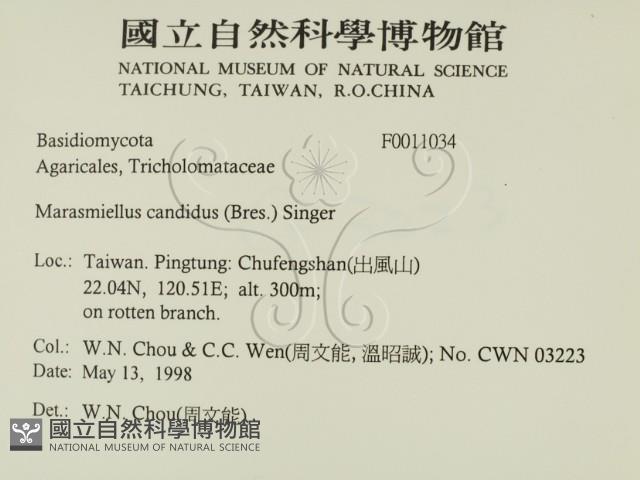 國立自然科學博物館
NATIONAL MUSEUM OF NATURAL SCIENCE
TAICHUNG, TAIWAN, R.O.CHINA
Basidiomycota F0011034
Agaricales, Tricholomataceae
Marasmiellus candidus (Bres.) Singer
Loc.: Taiwan. Pingtung: Chufengshan(出風山)
22.04N, 120.51E; alt. 300m;
on rotten branch.
Col.: W.N. Chou & C.C. Wen(周文能, 溫昭誠); No. CWN 03223
Date: May 13, 1998
Det.: W.N. Chou(周文能)
國立自然科學博物館
NATIONAL MUSEUM OF NATURAL SCIENCE